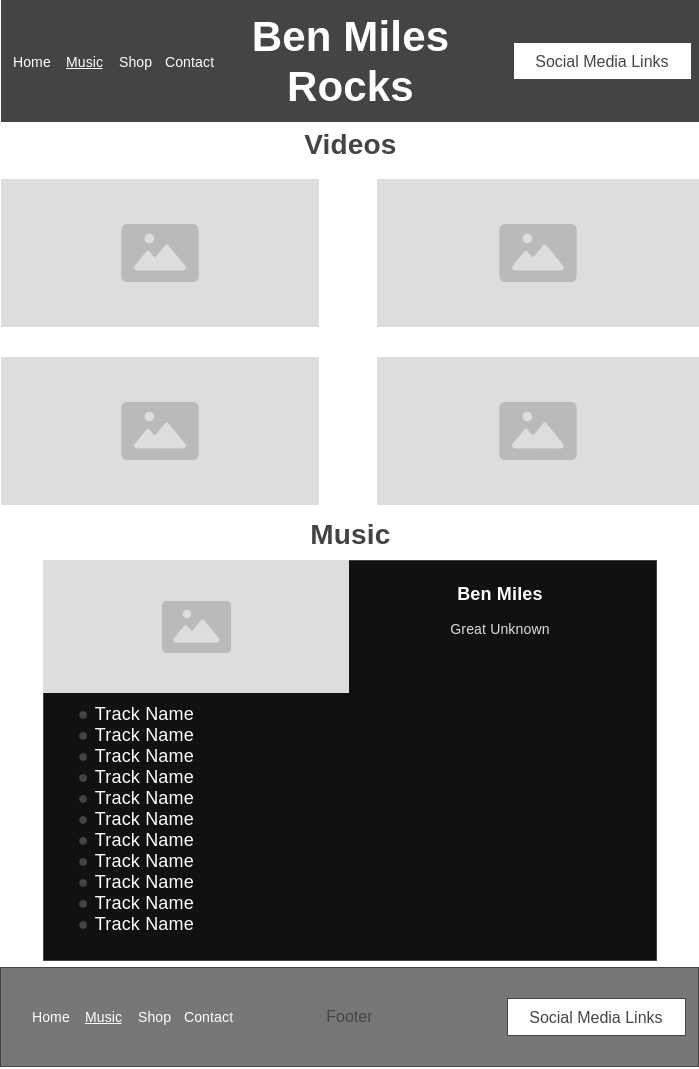 Home Music Shop Contact
Ben Miles
Rocks
Social Media Links
Videos
Music
Ben Miles
Great Unknown
Track Name
Track Name
Track Name
Track Name
Track Name
Track Name
Track Name
Track Name
Track Name
Track Name
Track Name
Home Music Shop Contact
Footer
Social Media Links